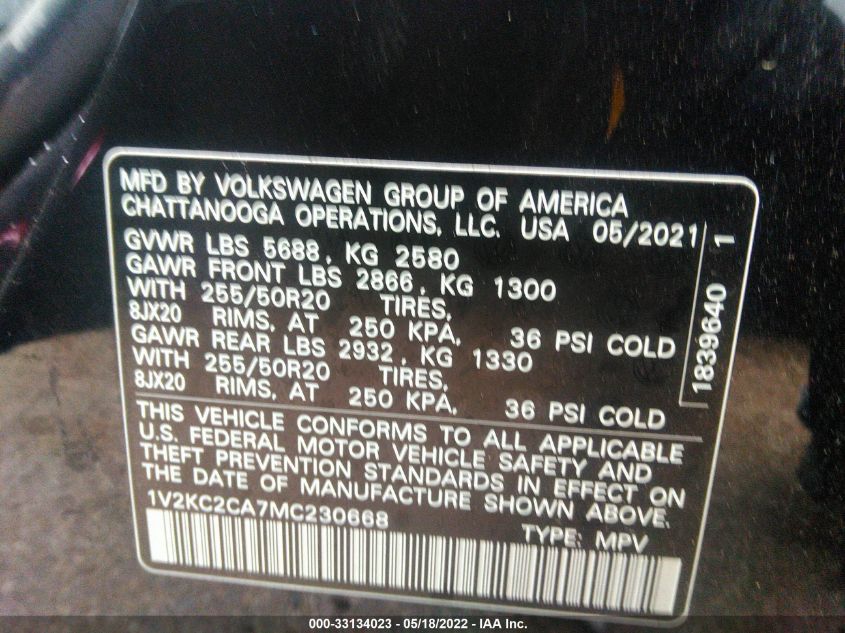 MFD BY VOLKSWAGEN GROUP OF AMERICA
CHATTANOOGA OPERATIONS, LLC. USA 05/2021
GVWR LBS 5688, KG 2580
GAWR FRONT LBS 2866, KG 1300
WITH 255/50R20 TIRES,
8JX20 RIMS, AT 250 KPA, 36 PSI COLD
GAWR REAR LBS 2932, KG 1330
WITH 255/50R20 TIRES,
8JX20 RIMS, AT 250 KPA, 36 PSI COLD
1839640 1
THIS VEHICLE CONFORMS TO ALL APPLICABLE
U.S. FEDERAL MOTOR VEHICLE SAFETY AND
THEFT PREVENTION STANDARDS IN EFFECT ON
THE DATE OF MANUFACTURE SHOWN ABOVE.
1V2KC2CA7MC230668
TYPE: MPV
000-33134023 - 05/18/2022 - IAA Inc.